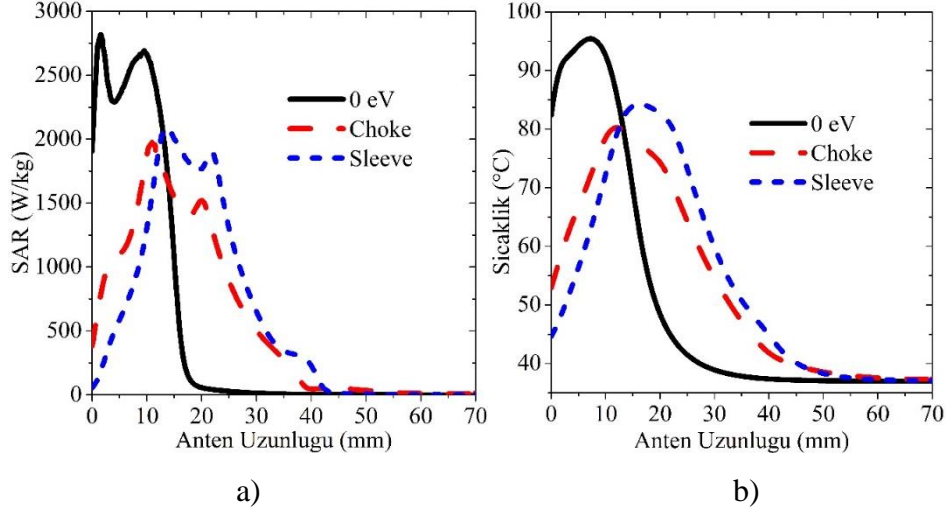 SAR (W/kg)
3000
2500
2000
1500
1000
500
0
0 eV
Choke
Sleeve
0 10 20 30 40 50 60 70
Anten Uzunlugu (mm)
a)
Sicaklik (°C)
100
90
80
70
60
50
40
0 eV
Choke
Sleeve
0 10 20 30 40 50 60 70
Anten Uzunlugu (mm)
b)